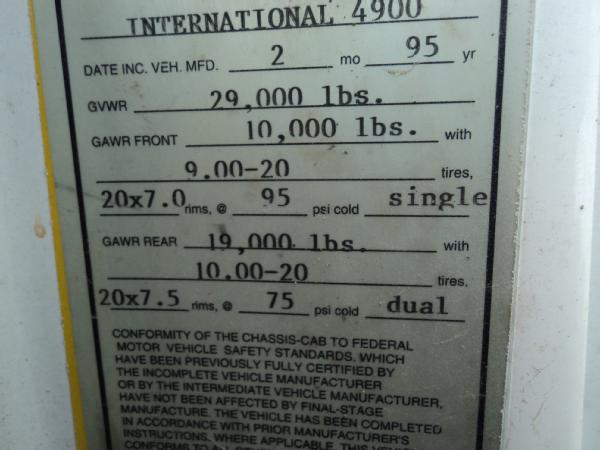 INTERNATIONAL 4900
DATE INC. VEH. MFD. 2 mo 95 yr
GVWR 29,000 lbs.
GAWR FRONT 10,000 lbs. with
9.00-20 tires,
20x7.0 rims, @ 95 psi cold single
GAWR REAR 19,000 lbs. with
10.00-20 tires,
20x7.5 rims, @ 75 psi cold dual
CONFORMITY OF THE CHASSIS-CAB TO FEDERAL
MOTOR VEHICLE SAFETY STANDARDS, WHICH
HAVE BEEN PREVIOUSLY FULLY CERTIFIED BY
THE INCOMPLETE VEHICLE MANUFACTURER
OR BY THE INTERMEDIATE VEHICLE MANUFACTURER,
HAVE NOT BEEN AFFECTED BY FINAL-STAGE
MANUFACTURE. THE VEHICLE HAS BEEN COMPLETED
IN ACCORDANCE WITH PRIOR MANUFACTURER'S
INSTRUCTIONS, WHERE APPLICABLE. THIS
CONFORMS TO